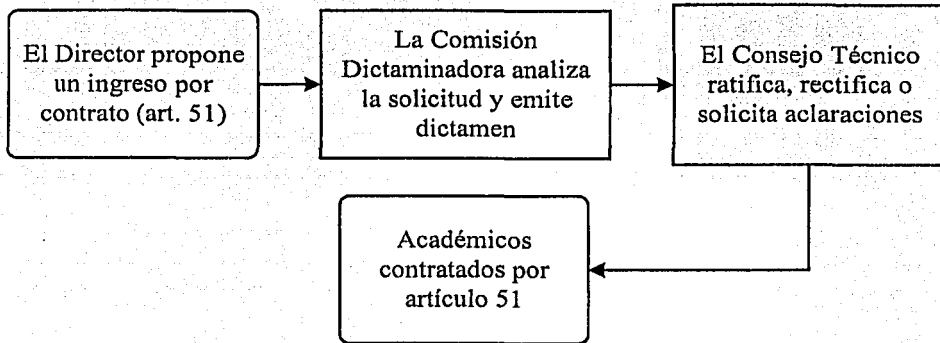 El Director propone
un ingreso por
contrato (art. 51)
La Comisión
Dictaminadora analiza
la solicitud y emite
dictamen
El Consejo Técnico
ratifica, rectifica o
solicita aclaraciones
Académicos
contratados por
artículo 51